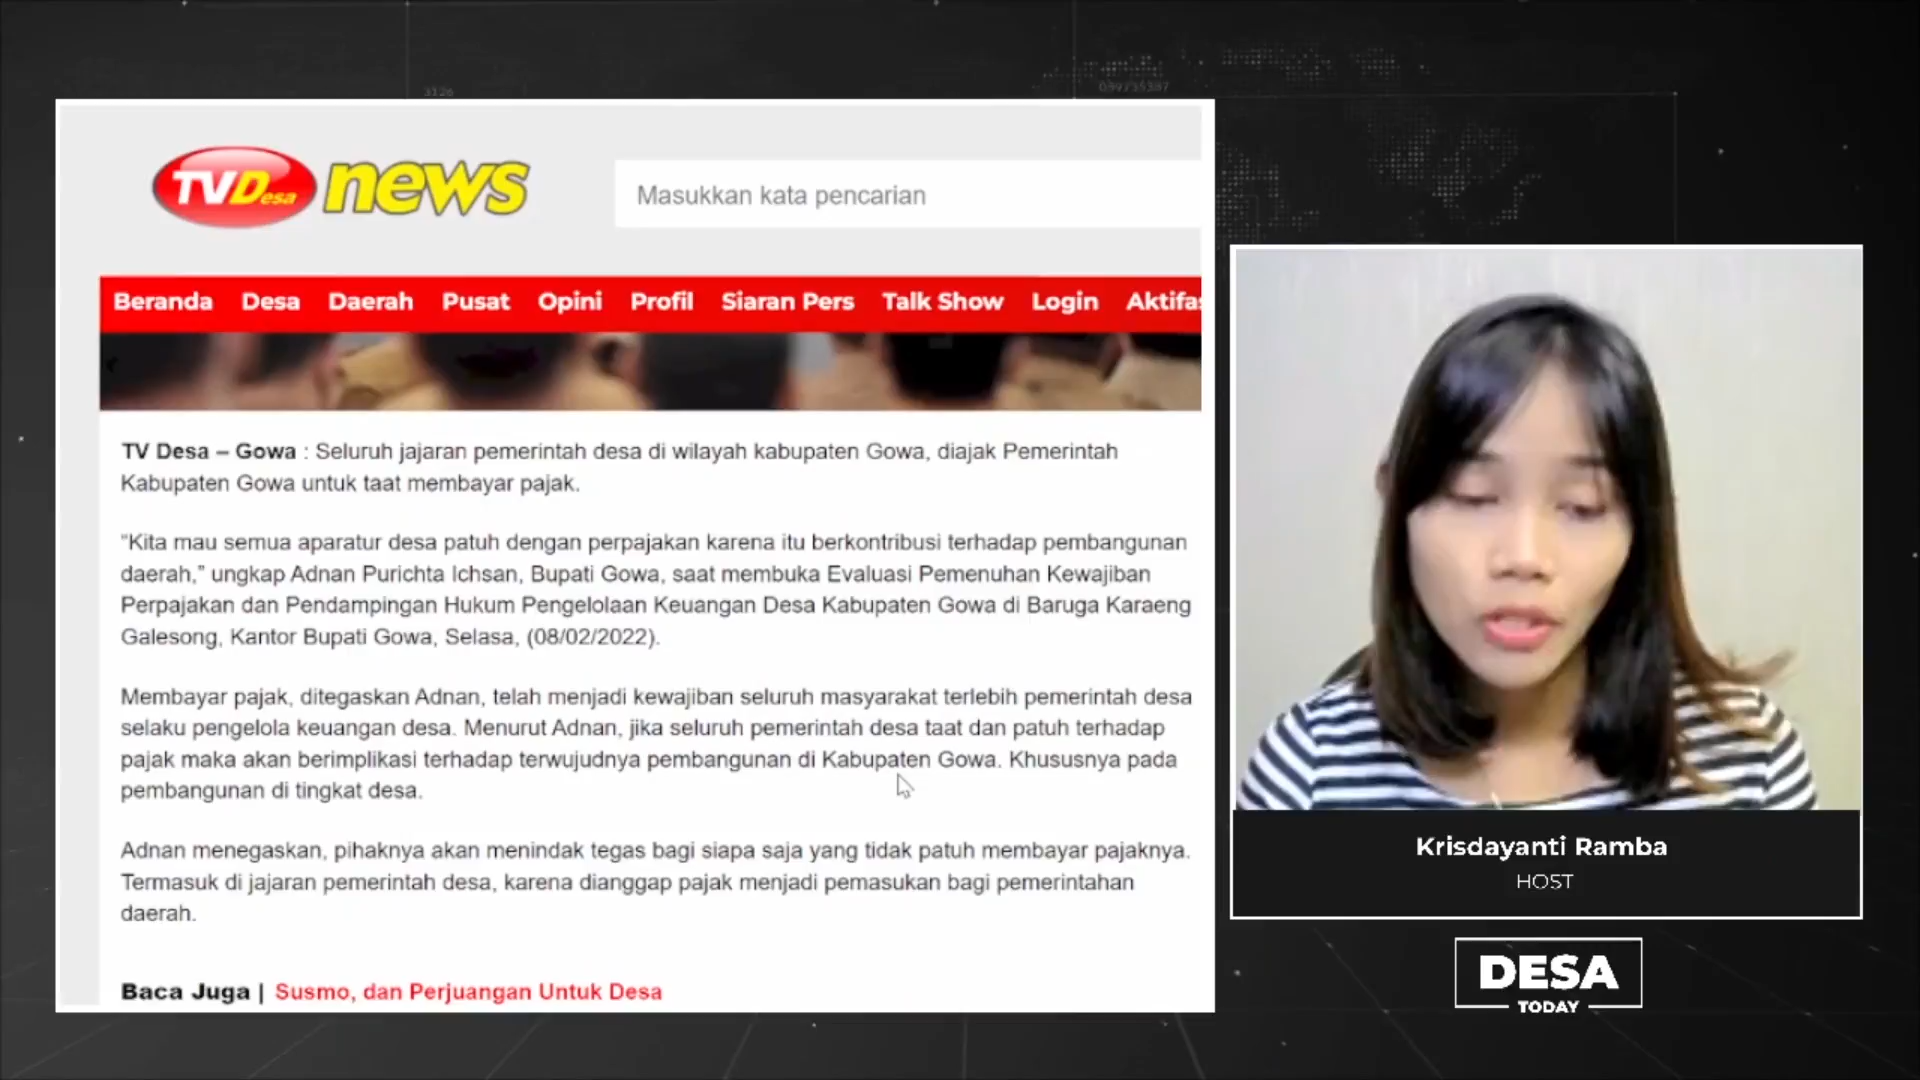 3126
099735387
TVDesa news
Masukkan kata pencarian
Beranda Desa Daerah Pusat Opini Profil Siaran Pers Talk Show Login Aktifas
TV Desa – Gowa : Seluruh jajaran pemerintah desa di wilayah kabupaten Gowa, diajak Pemerintah
Kabupaten Gowa untuk taat membayar pajak.
“Kita mau semua aparatur desa patuh dengan perpajakan karena itu berkontribusi terhadap pembangunan
daerah,” ungkap Adnan Purichta Ichsan, Bupati Gowa, saat membuka Evaluasi Pemenuhan Kewajiban
Perpajakan dan Pendampingan Hukum Pengelolaan Keuangan Desa Kabupaten Gowa di Baruga Karaeng
Galesong, Kantor Bupati Gowa, Selasa, (08/02/2022).
Membayar pajak, ditegaskan Adnan, telah menjadi kewajiban seluruh masyarakat terlebih pemerintah desa
selaku pengelola keuangan desa. Menurut Adnan, jika seluruh pemerintah desa taat dan patuh terhadap
pajak maka akan berimplikasi terhadap terwujudnya pembangunan di Kabupaten Gowa. Khususnya pada
pembangunan di tingkat desa.
Adnan menegaskan, pihaknya akan menindak tegas bagi siapa saja yang tidak patuh membayar pajaknya.
Termasuk di jajaran pemerintah desa, karena dianggap pajak menjadi pemasukan bagi pemerintahan
daerah.
Baca Juga | Susmo, dan Perjuangan Untuk Desa
Krisdayanti Ramba
HOST
DESA
TODAY